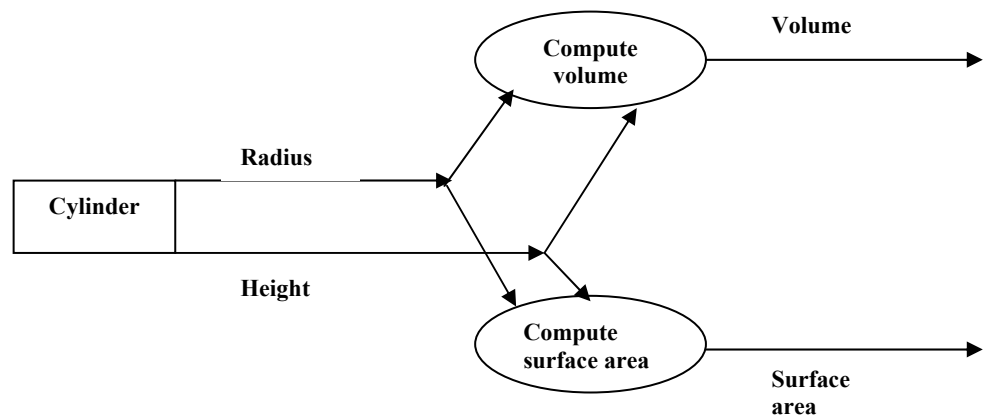 Volume
Compute
volume
Radius
Cylinder
Height
Compute
surface area
Surface
area